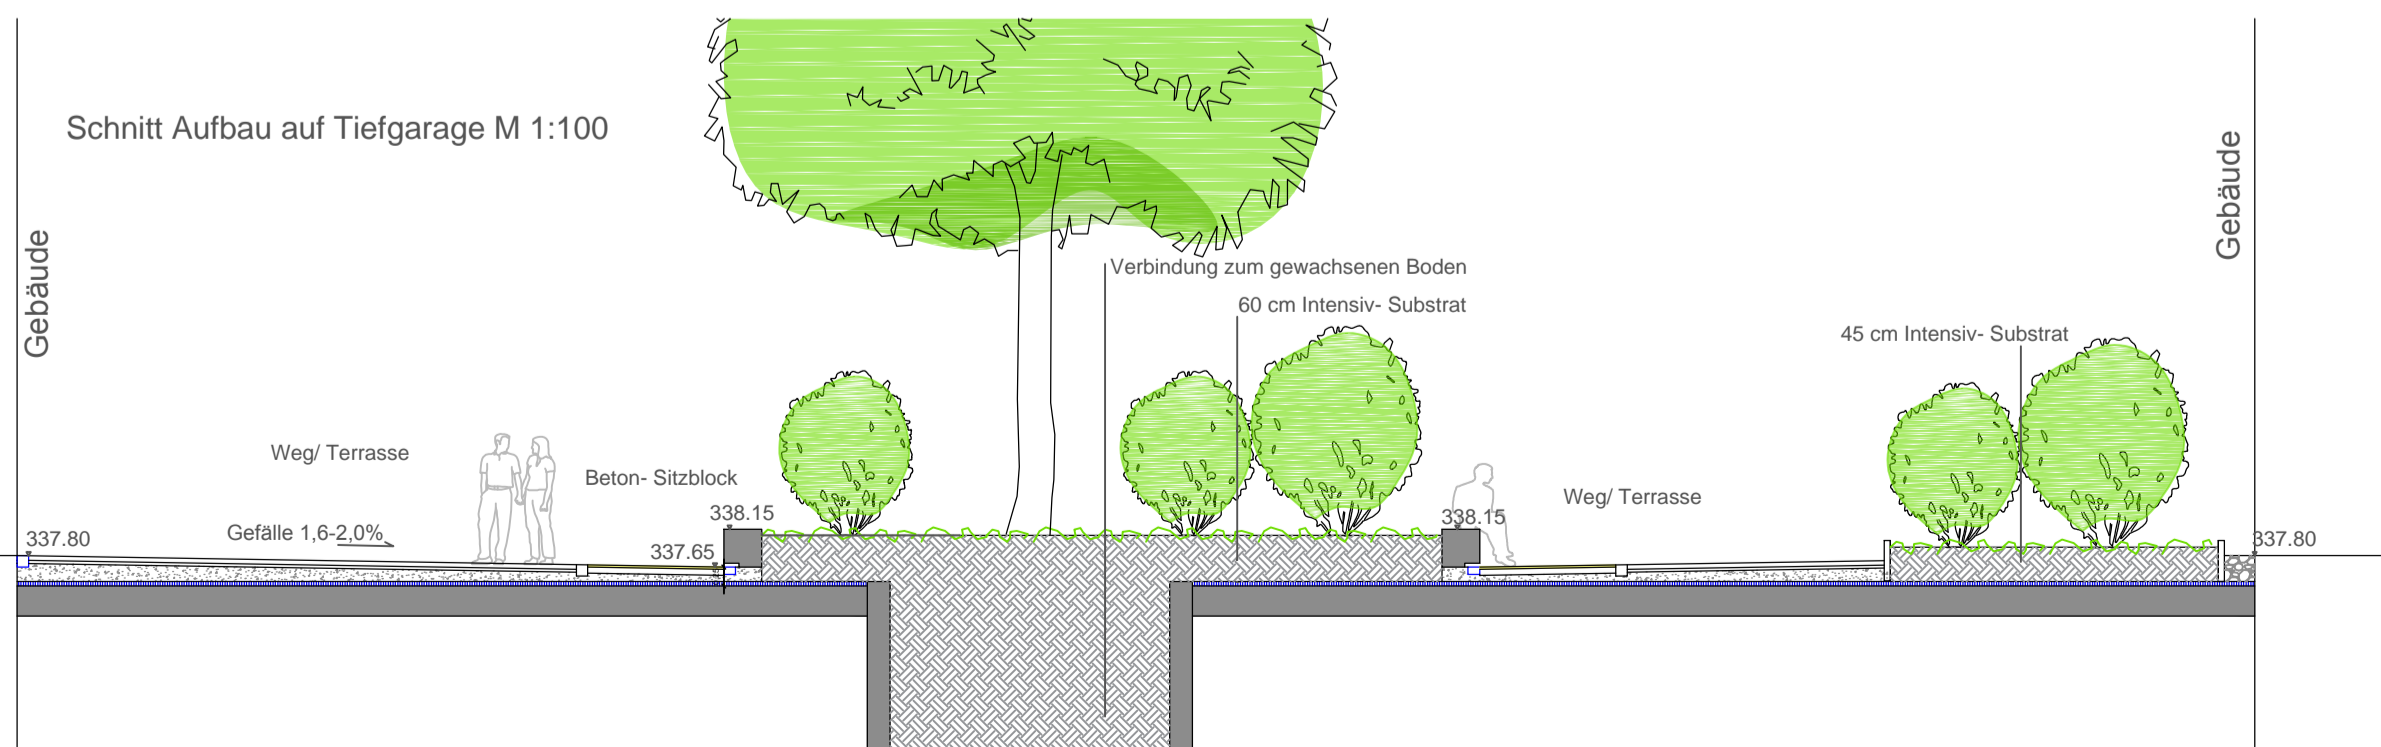 Schnitt Aufbau auf Tiefgarage M 1:100
Gebäude
Gebäude
Verbindung zum gewachsenen Boden
60 cm Intensiv- Substrat
45 cm Intensiv- Substrat
Weg/ Terrasse
Beton- Sitzblock
Weg/ Terrasse
338.15
338.15
Gefälle 1,6-2,0%
337.80
337.65
337.80